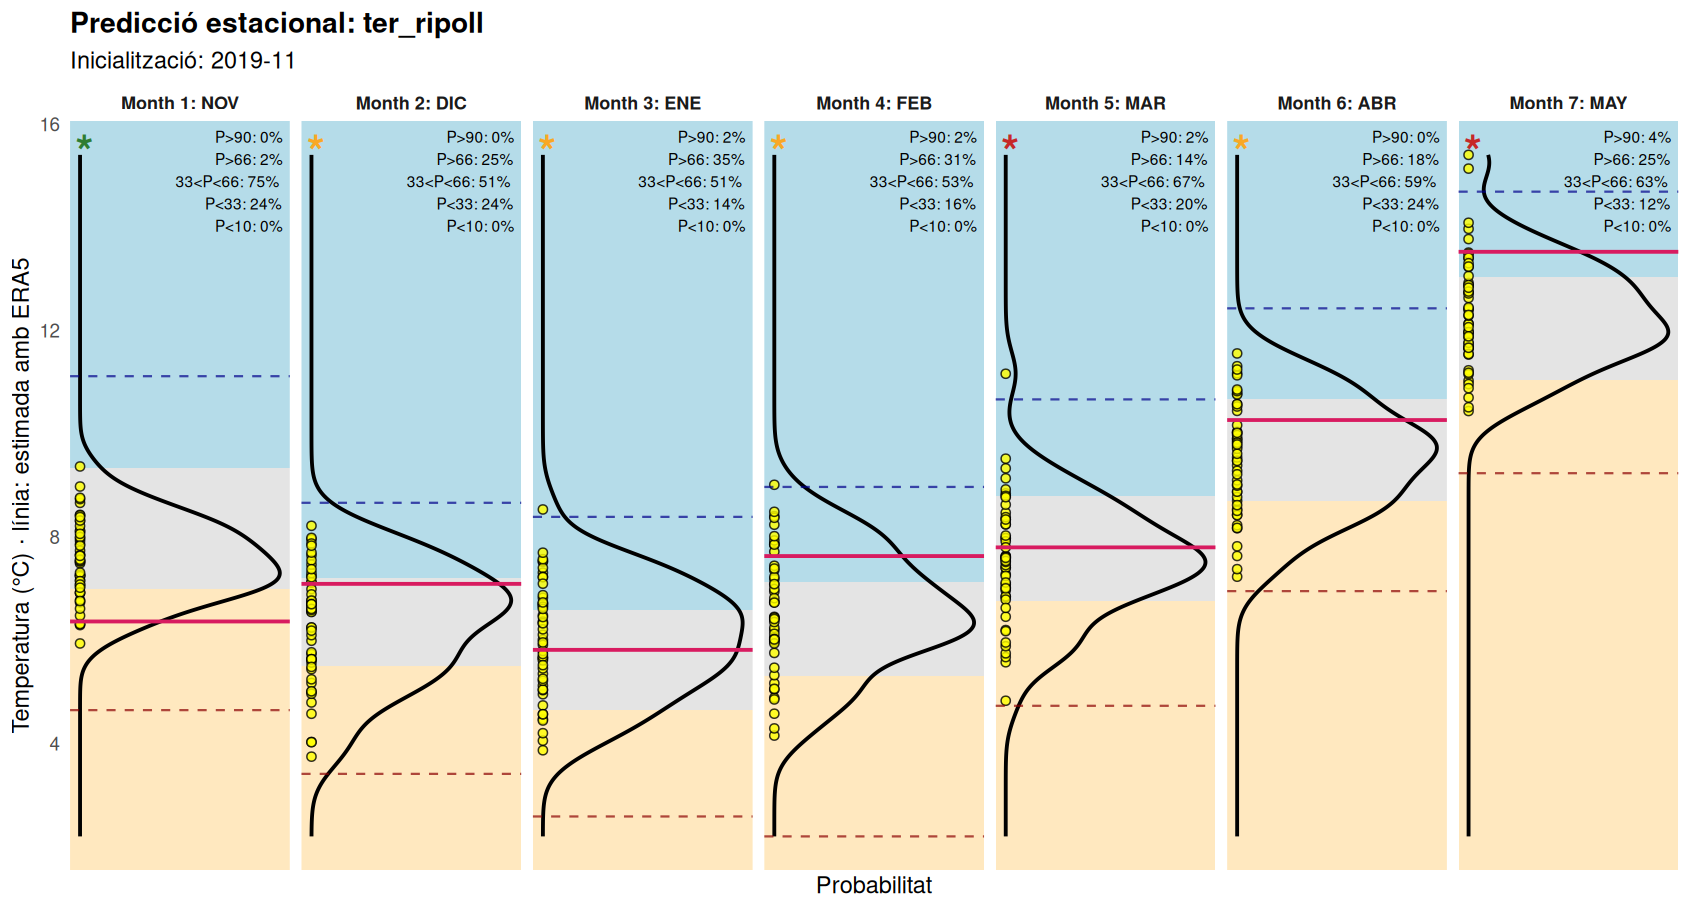 Predicció estacional: ter_ripoll
Inicialització: 2019-11
Month 1: NOV
Month 2: DIC
Month 3: ENE
Month 4: FEB
Month 5: MAR
Month 6: ABR
Month 7: MAY
P>90: 0%
P>66: 2%
33<P<66: 75%
P<33: 24%
P<10: 0%
P>90: 0%
P>66: 25%
33<P<66: 51%
P<33: 24%
P<10: 0%
P>90: 2%
P>66: 35%
33<P<66: 51%
P<33: 14%
P<10: 0%
P>90: 2%
P>66: 31%
33<P<66: 53%
P<33: 16%
P<10: 0%
P>90: 2%
P>66: 14%
33<P<66: 67%
P<33: 20%
P<10: 0%
P>90: 0%
P>66: 18%
33<P<66: 59%
P<33: 24%
P<10: 0%
P>90: 4%
P>66: 25%
33<P<66: 63%
P<33: 12%
P<10: 0%
16
12
8
4
Temperatura (°C) · línia: estimada amb ERA5
Probabilitat